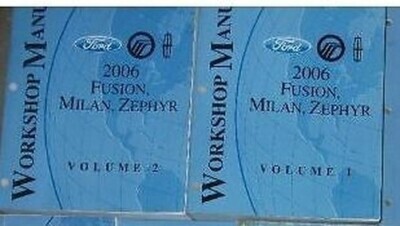 WORKSHOP MANU
Ford
2006
FUSION,
MILAN, ZEPHYR
VOLUME 2
WORKSHOP MANU
Ford
2006
FUSION,
MILAN, ZEPHYR
VOLUME 1